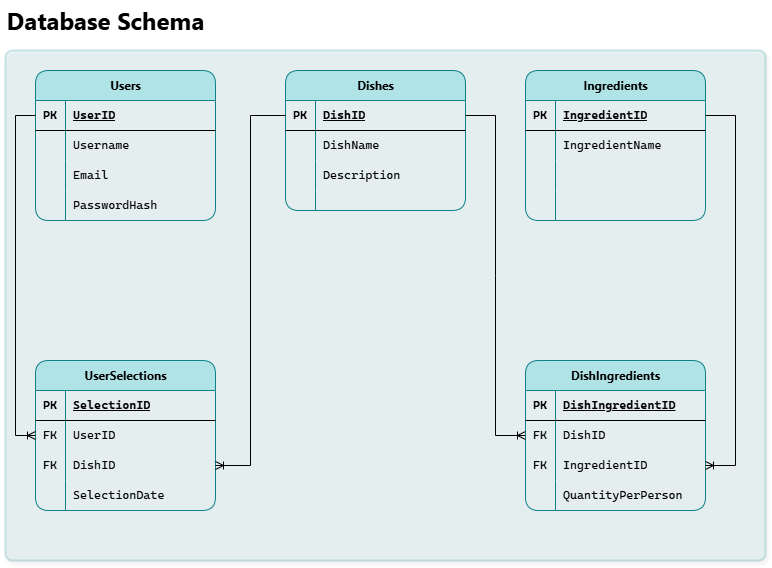 Database Schema
Users
PK UserID
Username
Email
PasswordHash
Dishes
PK DishID
DishName
Description
Ingredients
PK IngredientID
IngredientName
UserSelections
PK SelectionID
FK UserID
FK DishID
SelectionDate
DishIngredients
PK DishIngredientID
FK DishID
FK IngredientID
QuantityPerPerson